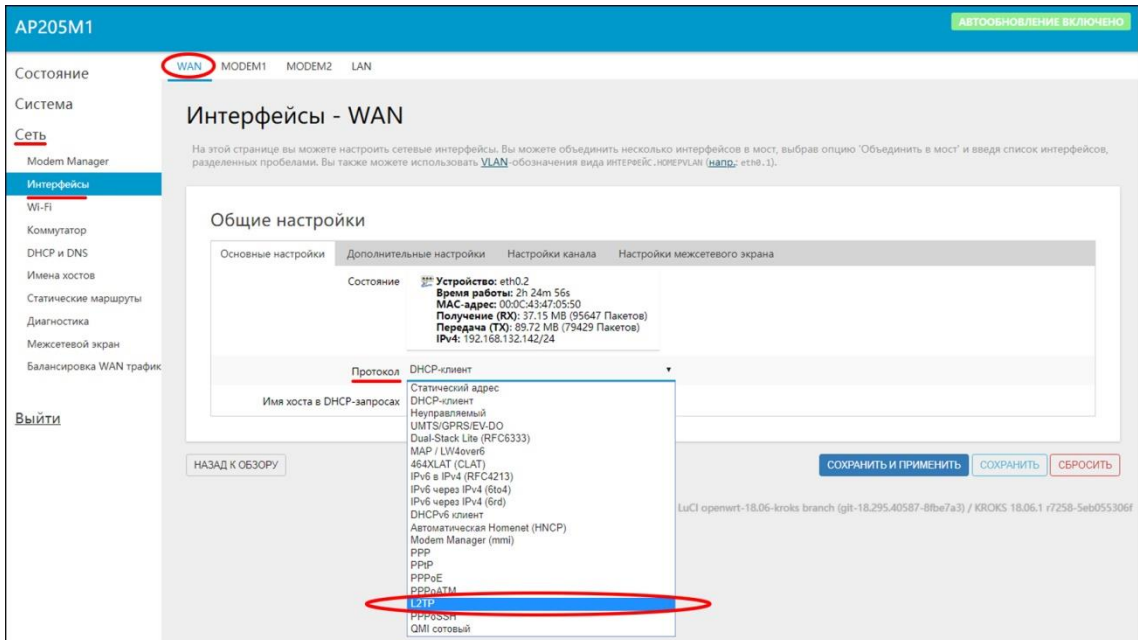 AP205M1
АВТООБНОВЛЕНИЕ ВКЛЮЧЕНО
Состояние
Система
Сеть
Modem Manager
Интерфейсы
Wi-Fi
Коммутатор
DHCP и DNS
Имена хостов
Статические маршруты
Диагностика
Межсетевой экран
Балансировка WAN трафик
Выйти
WAN MODEM1 MODEM2 LAN
Интерфейсы - WAN
На этой странице вы можете настроить сетевые интерфейсы. Вы можете объединить несколько интерфейсов в мост, выбрав опцию 'Объединить в мост' и введя список интерфейсов,
разделенных пробелами. Вы также можете использовать VLAN-обозначения вида ИНТЕРФЕЙС.НОМЕРVLAN (напр.: eth0.1).
Общие настройки
Основные настройки Дополнительные настройки Настройки канала Настройки межсетевого экрана
Состояние
Устройство: eth0.2
Время работы: 2h 24m 56s
MAC-адрес: 00:0C:43:47:05:50
Получение (RX): 37.15 MB (95647 Пакетов)
Передача (TX): 89.72 MB (79429 Пакетов)
IPv4: 192.168.132.142/24
Протокол DHCP-клиент
Имя хоста в DHCP-запросах
Статический адрес
DHCP-клиент
Неуправляемый
UMTS/GPRS/EV-DO
Dual-Stack Lite (RFC6333)
MAP / LW4over6
464XLAT (CLAT)
IPv6 в IPv4 (RFC4213)
IPv6 через IPv4 (6to4)
IPv6 через IPv4 (6rd)
DHCPv6 клиент
Автоматическая Homenet (HNCP)
Modem Manager (mmi)
PPP
PPtP
PPPoE
PPPoATM
L2TP
PPPoSSH
QMI сотовый
НАЗАД К ОБЗОРУ
СОХРАНИТЬ И ПРИМЕНИТЬ СОХРАНИТЬ СБРОСИТЬ
LuCI openwrt-18.06-kroks branch (git-18.295.40587-8fbe7a3) / KROKS 18.06.1 r7258-5eb055306f